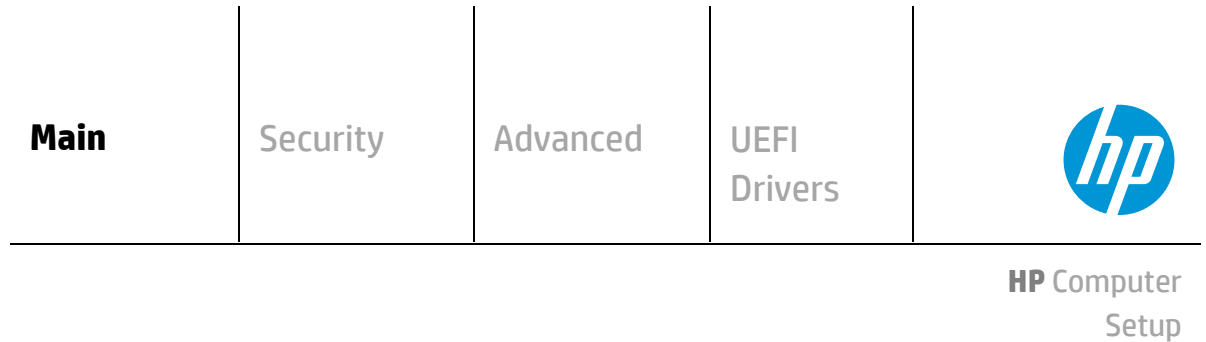 Main
Security
Advanced
UEFI
Drivers
hp
HP Computer
Setup